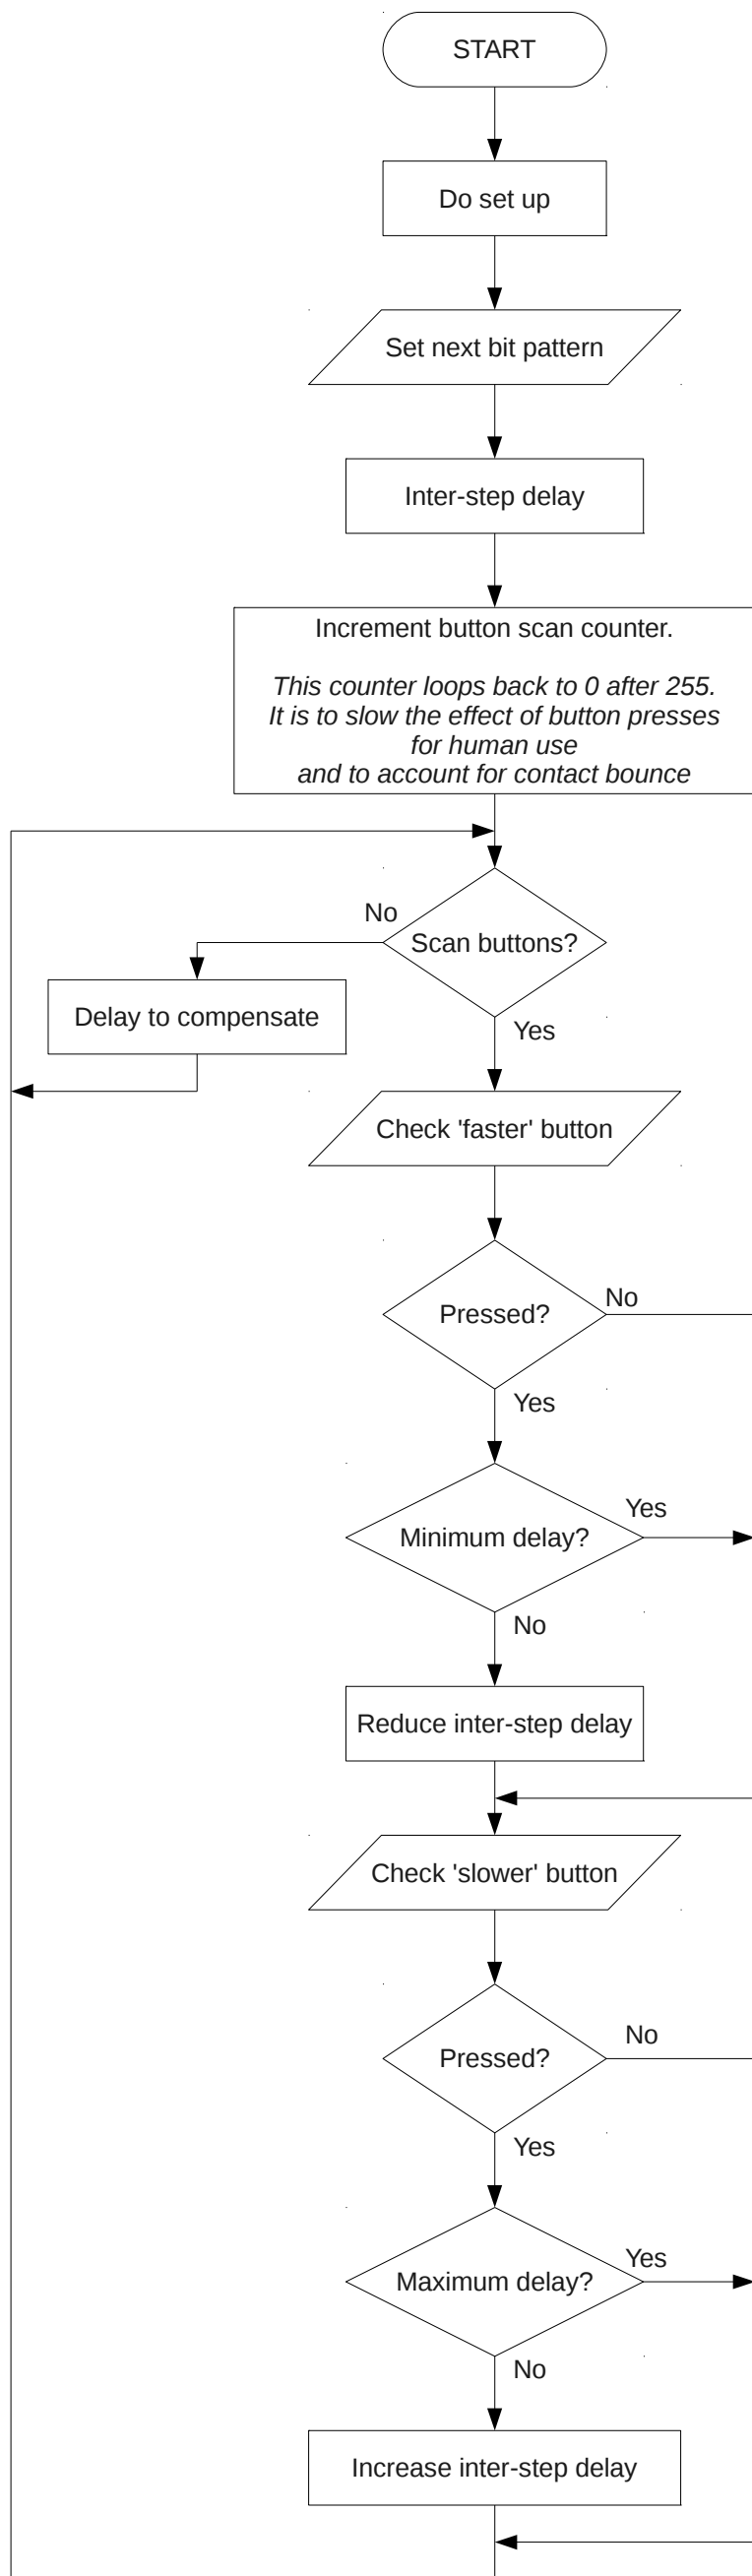 START
Do set up
Set next bit pattern
Inter-step delay
Increment button scan counter.
This counter loops back to 0 after 255.
It is to slow the effect of button presses
for human use
and to account for contact bounce
No
Scan buttons?
Delay to compensate
Yes
Check 'faster' button
No
Pressed?
Yes
Yes
Minimum delay?
No
Reduce inter-step delay
Check 'slower' button
No
Pressed?
Yes
Yes
Maximum delay?
No
Increase inter-step delay